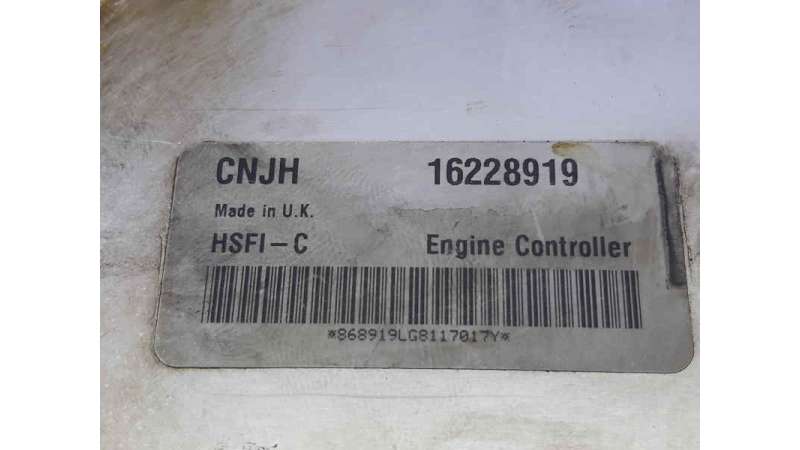 CNJH 16228919
Made in U.K.
HSFI-C Engine Controller
*868919LG8117017Y*